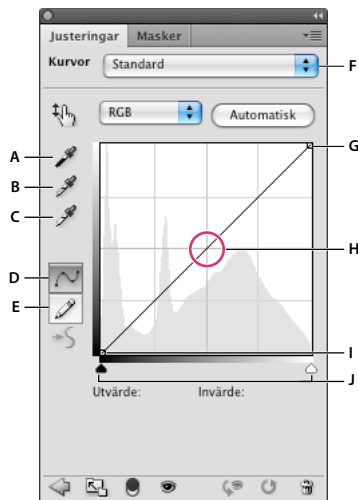 Justeringar Masker
Kurvor Standard
F
RGB Automatisk
A
G
B
C
H
D
E
I
J
Utvärde: Invärde: